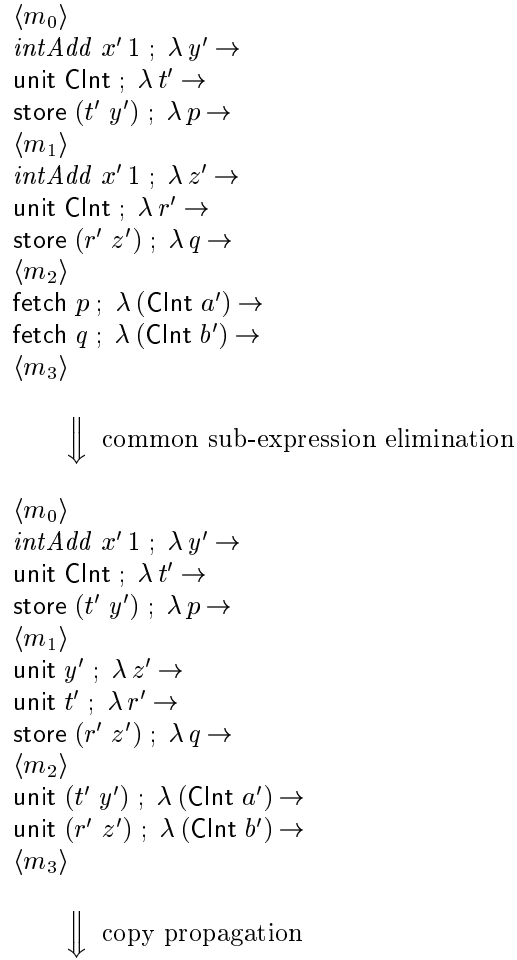 ⟨m₀⟩
intAdd x′ 1 ; λ y′ →
unit CInt ; λ t′ →
store (t′ y′) ; λ p →
⟨m₁⟩
intAdd x′ 1 ; λ z′ →
unit CInt ; λ r′ →
store (r′ z′) ; λ q →
⟨m₂⟩
fetch p ; λ (CInt a′) →
fetch q ; λ (CInt b′) →
⟨m₃⟩
⇓ common sub-expression elimination
⟨m₀⟩
intAdd x′ 1 ; λ y′ →
unit CInt ; λ t′ →
store (t′ y′) ; λ p →
⟨m₁⟩
unit y′ ; λ z′ →
unit t′ ; λ r′ →
store (r′ z′) ; λ q →
⟨m₂⟩
unit (t′ y′) ; λ (CInt a′) →
unit (r′ z′) ; λ (CInt b′) →
⟨m₃⟩
⇓ copy propagation